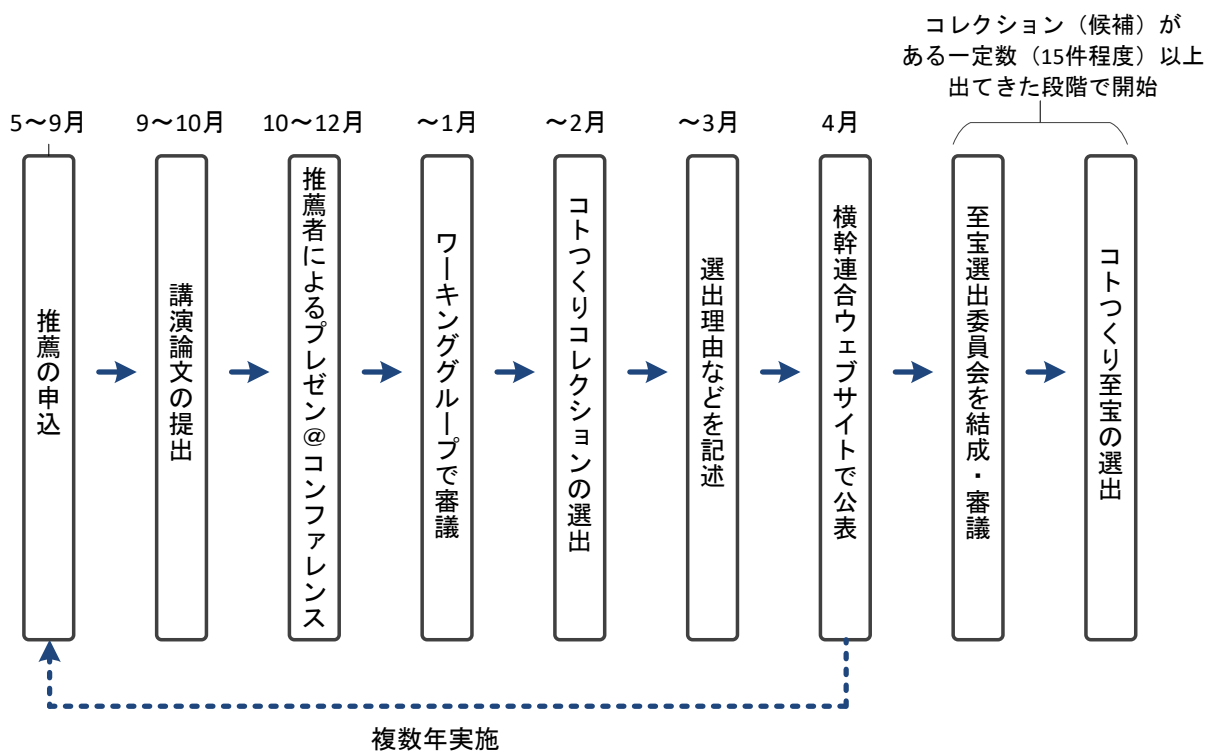 コレクション（候補）が
ある一定数（15件程度）以上
出てきた段階で開始
5～9月
9～10月
10～12月
～1月
～2月
～3月
4月
推薦の申込
講演論文の提出
推薦者によるプレゼン＠コンファレンス
ワーキンググループで審議
コトつくりコレクションの選出
選出理由などを記述
横幹連合ウェブサイトで公表
至宝選出委員会を結成・審議
コトつくり至宝の選出
複数年実施